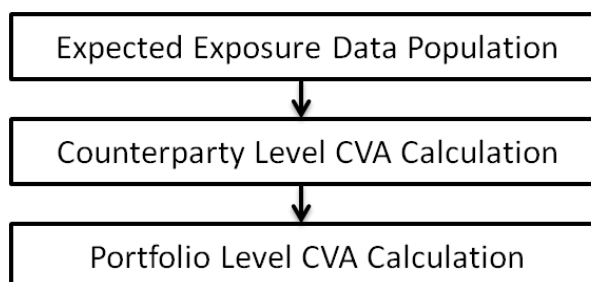 Expected Exposure Data Population
Counterparty Level CVA Calculation
Portfolio Level CVA Calculation